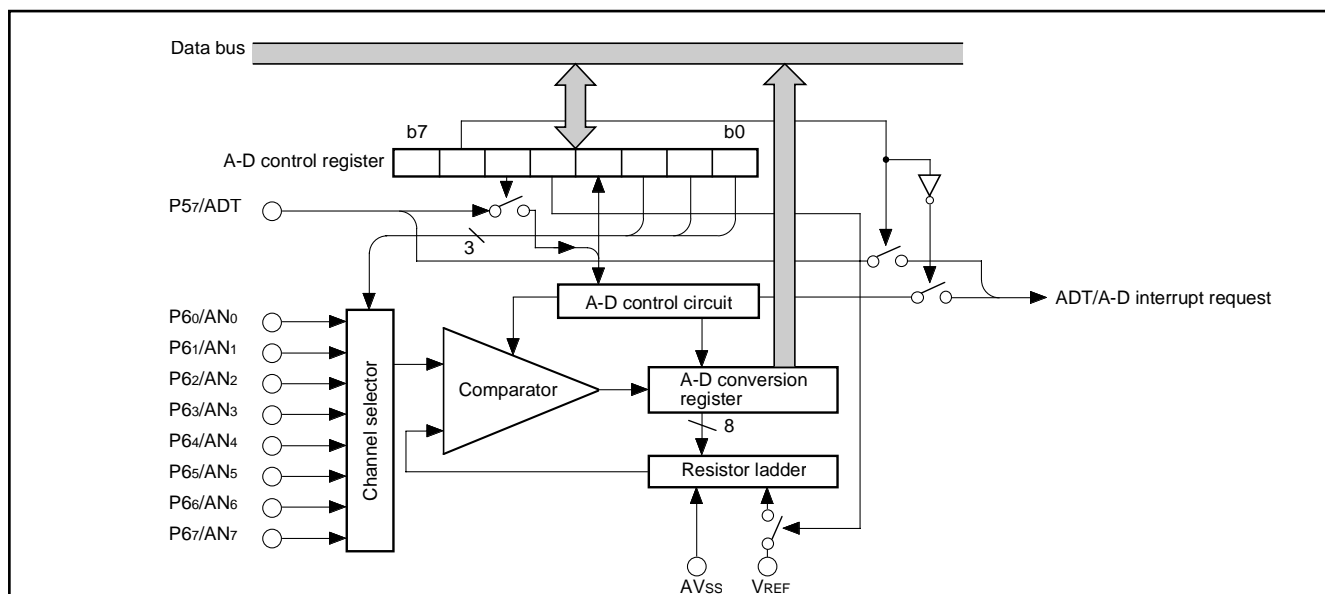 Data bus
b7
b0
A-D control register
P57/ADT
3
A-D control circuit
ADT/A-D interrupt request
P60/AN0
P61/AN1
P62/AN2
P63/AN3
P64/AN4
P65/AN5
P66/AN6
P67/AN7
Channel selector
Comparator
A-D conversion
register
8
Resistor ladder
AVSS
VREF